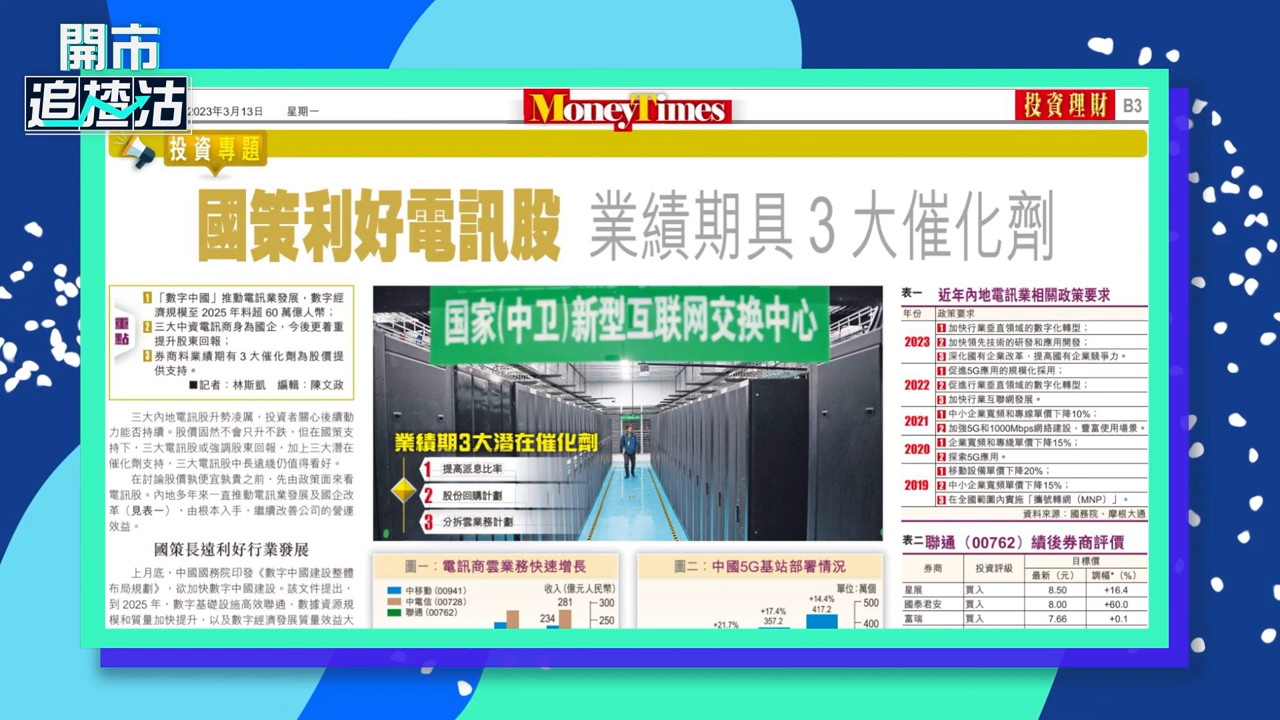 開市
追揸沽
2023年3月13日 星期一
MoneyTimes
投資理財 B3
投資專題
國策利好電訊股 業績期具3大催化劑
重點
1 「數字中國」推動電訊業發展，數字經
濟規模至2025年料超60萬億人幣；
2 三大中資電訊商身為國企，今後更着重
提升股東回報；
3 券商料業績期有3大催化劑為股價提
供支持。
■記者：林斯凱 編輯：陳文政
三大內地電訊股升勢凌厲，投資者關心後續動
力能否持續。股價固然不會只升不跌，但在國策支
持下，三大電訊股或強調股東回報，加上三大潛在
催化劑支持，三大電訊股中長遠綫仍值得看好。
在討論股價孰便宜孰貴之前，先由政策面來看
電訊股。內地多年來一直推動電訊業發展及國企改
革（見表一），由根本入手，繼續改善公司的營運
效益。
國策長遠利好行業發展
上月底，中國國務院印發《數字中國建設整體
布局規劃》，欲加快數字中國建設。該文件提出，
到2025年，數字基礎設施高效聯通，數據資源規
模和質量加快提升，以及數字經濟發展質量效益大
国家(中卫)新型互联网交换中心
業績期3大潛在催化劑
1 提高派息比率
2 股份回購計劃
3 分拆雲業務計劃
圖一：電訊商雲業務快速增長
中移動 (00941)
中電信 (00728)
聯通 (00762)
收入 (億元人民幣)
281
300
234
250
圖二：中國5G基站部署情況
單位：萬個
+14.4%
417.2
500
+17.4%
357.2
400
+21.7%
表一 近年內地電訊業相關政策要求
年份 政策要求
2023 1 加快行業垂直領域的數字化轉型；
2 加快領先技術的研發和應用開發；
3 深化國有企業改革，提高國有企業競爭力。
2022 1 促進5G應用的規模化採用；
2 促進行業垂直領域的數字化轉型；
3 加快行業互聯網發展。
2021 1 中小企業寬頻和專線單價下降10%；
2 加強5G和1000Mbps網絡建設，豐富使用場景。
2020 1 企業寬頻和專綫單價下降15%；
2 探索5G應用。
2019 1 移動設備單價下降20%；
2 中小企業寬頻單價下降15%；
3 在全國範圍內實施「攜號轉網（MNP）」。
資料來源：國務院、摩根大通
表二 聯通（00762）績後券商評價
券商 投資評級 目標價
最新（元） 調幅*（%）
星展 買入 8.50 +16.4
國泰君安 買入 8.00 +60.0
富瑞 買入 7.66 +0.1